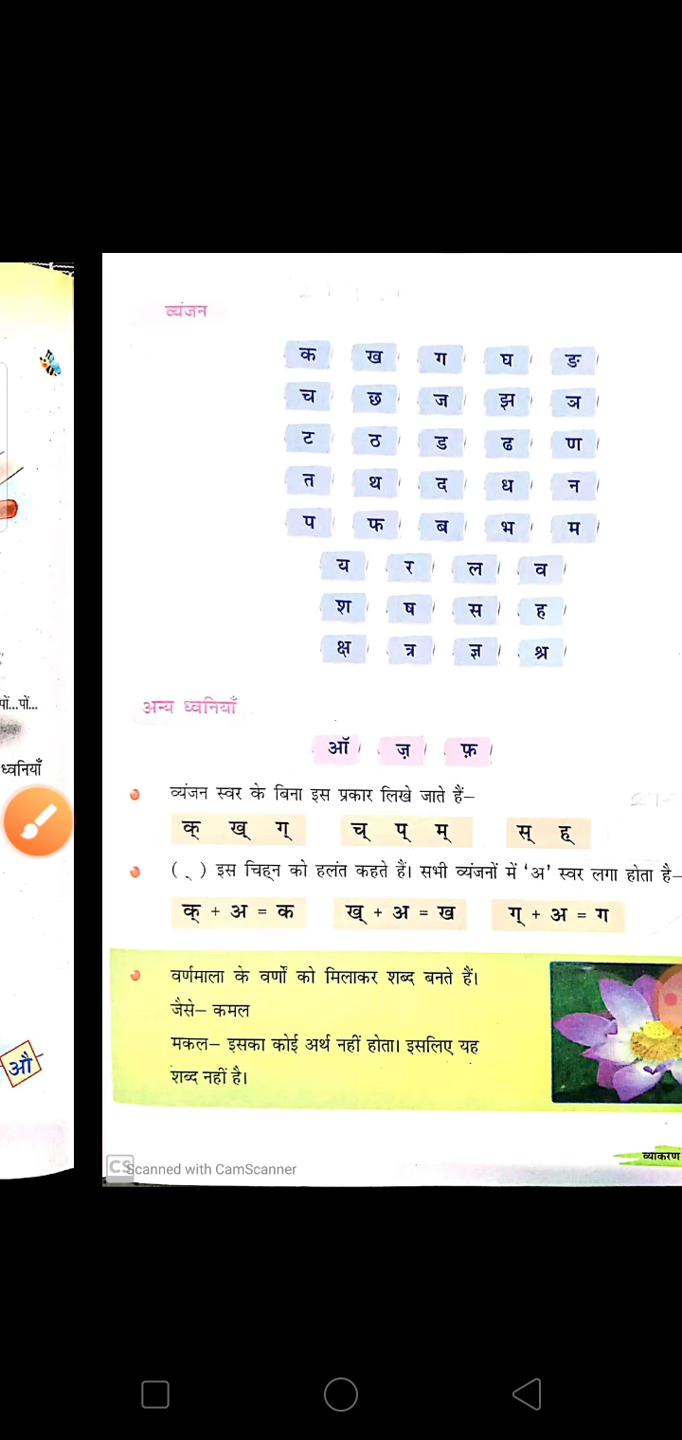 व्यंजन
क ख ग घ ङ
च छ ज झ ञ
ट ठ ड ढ ण
त थ द ध न
प फ ब भ म
य र ल व
श ष स ह
क्ष त्र ज्ञ श्र
अन्य ध्वनियाँ
ऑ ज़ फ़
व्यंजन स्वर के बिना इस प्रकार लिखे जाते हैं–
क् ख् ग् च् प् म् स् ह्
( ् ) इस चिह्न को हलंत कहते हैं। सभी व्यंजनों में ‘अ’ स्वर लगा होता है–
क् + अ = क ख् + अ = ख ग् + अ = ग
वर्णमाला के वर्णों को मिलाकर शब्द बनते हैं।
जैसे– कमल
मकल– इसका कोई अर्थ नहीं होता। इसलिए यह
शब्द नहीं है।
व्याकरण
CS Scanned with CamScanner
पों...पों...
ध्वनियाँ
औ